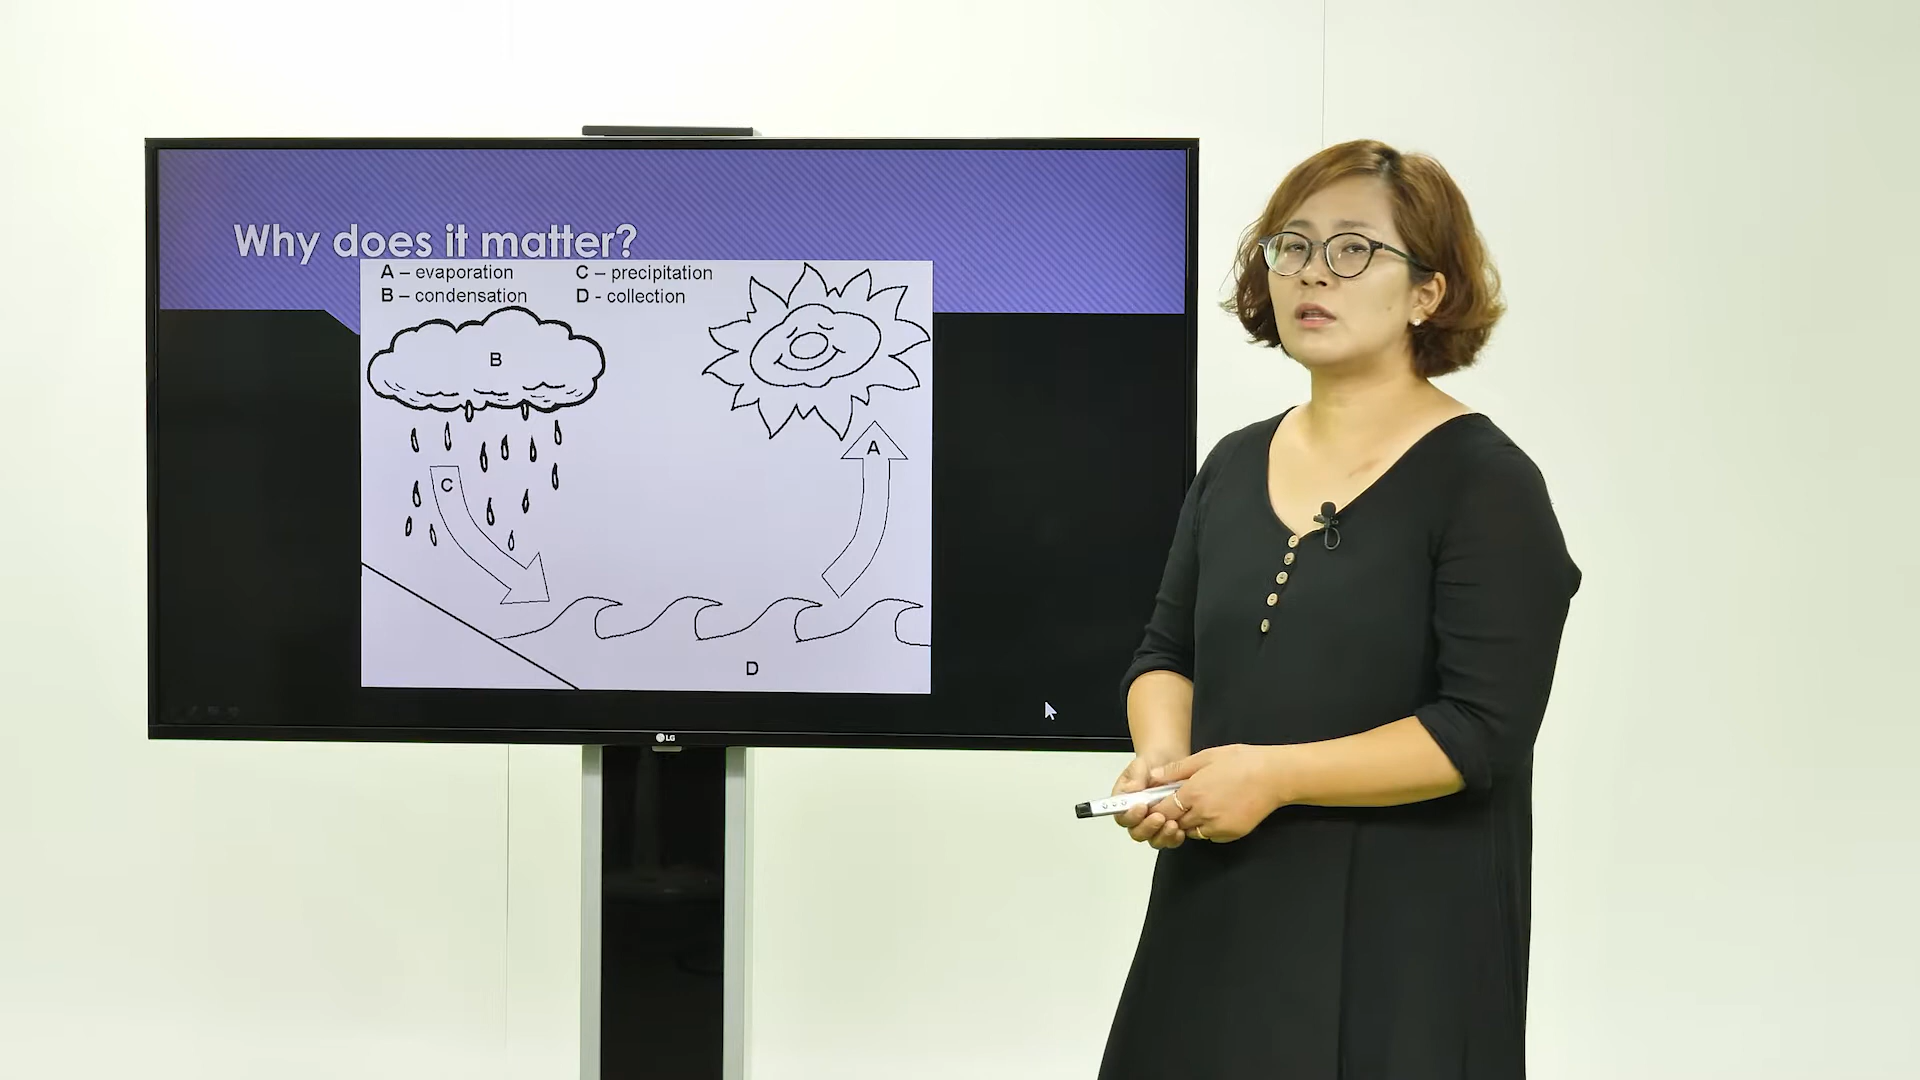 Why does it matter?
A – evaporation C – precipitation
B – condensation D - collection
B
A
C
D
LG